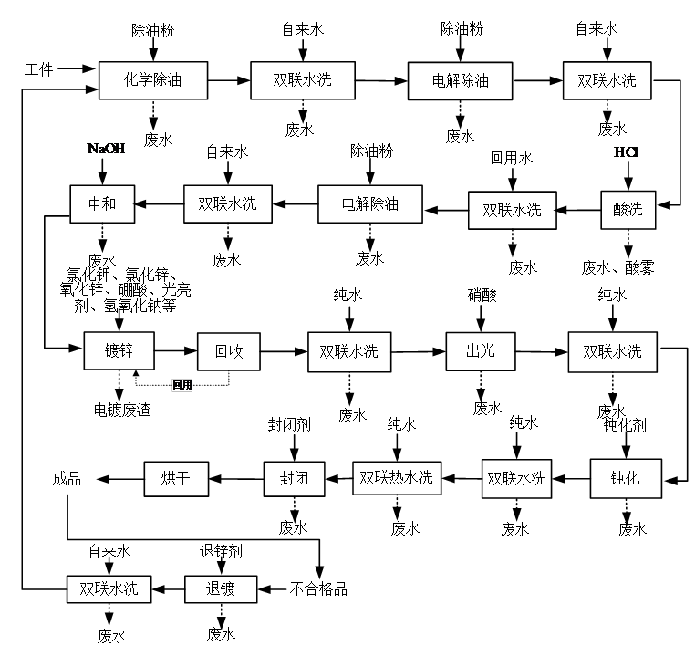 除油粉
自来水
除油粉
自来水
工件
化学除油
双联水洗
电解除油
双联水洗
废水
废水
废水
废水
NaOH
自来水
除油粉
回用水
HCl
中和
双联水洗
电解除油
双联水洗
酸洗
废水
废水
废水
废水
废水、酸雾
氯化钾、氯化锌、
氧化锌、硼酸、光亮
剂、氢氧化钠等
纯水
硝酸
纯水
镀锌
回收
双联水洗
出光
双联水洗
回用
电镀废渣
废水
废水
废水
封闭剂
纯水
纯水
钝化剂
成品
烘干
封闭
双联热水洗
双联水洗
钝化
废水
废水
废水
废水
自来水
退锌剂
双联水洗
退镀
不合格品
废水
废水